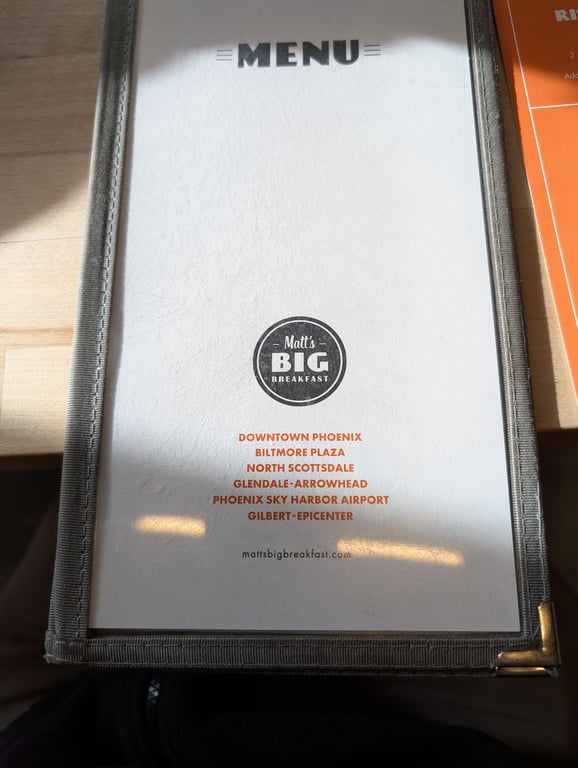 MENU
Matt's
BIG
BREAKFAST
DOWNTOWN PHOENIX
BILTMORE PLAZA
NORTH SCOTTSDALE
GLENDALE-ARROWHEAD
PHOENIX SKY HARBOR AIRPORT
GILBERT-EPICENTER
mattsbigbreakfast.com
2